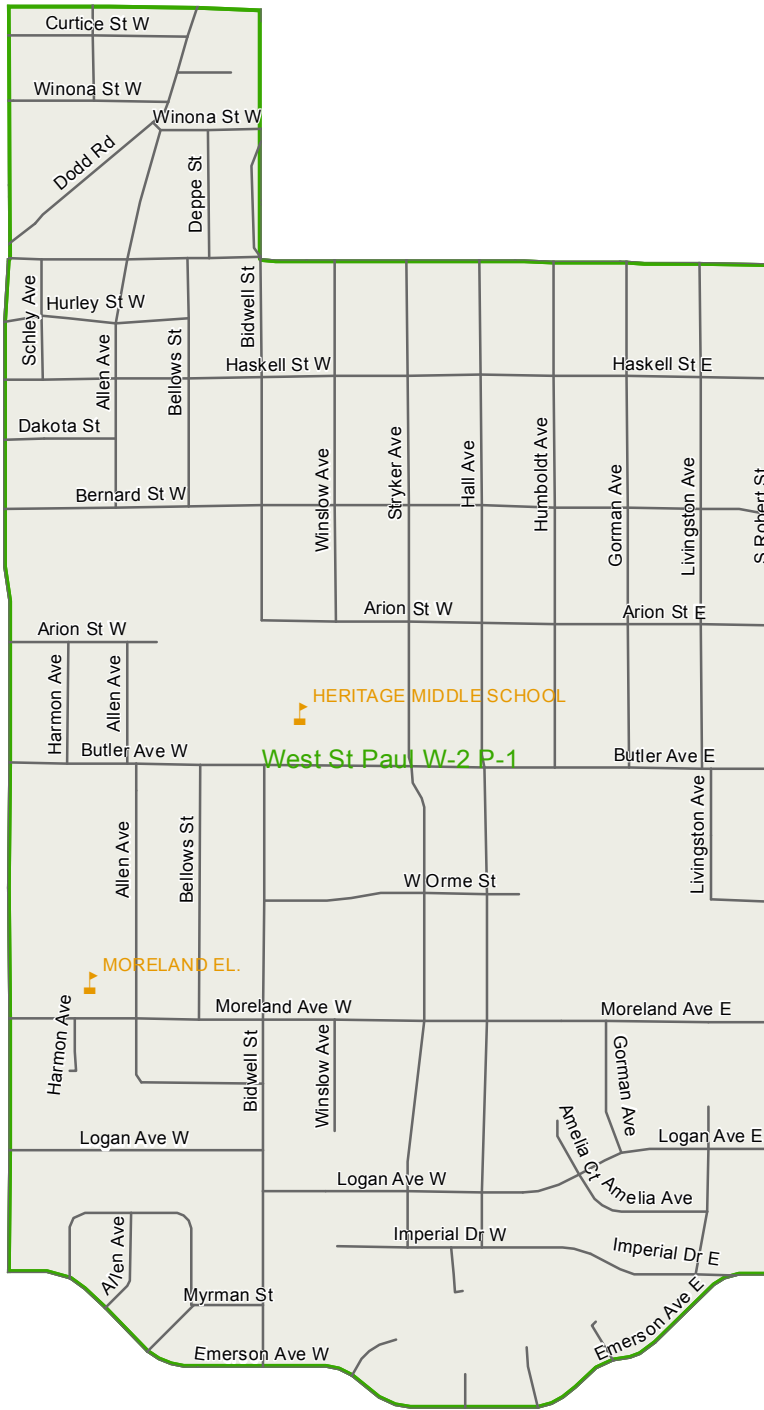 Curtice St W
Winona St W
Winona St W
Dodd Rd
Deppe St
Bidwell St
Schley Ave
Hurley St W
Allen Ave
Bellows St
Haskell St W
Haskell St E
Dakota St
Winslow Ave
Stryker Ave
Hall Ave
Humboldt Ave
Gorman Ave
Livingston Ave
S Robert St
Bernard St W
Arion St W
Arion St E
Arion St W
Harmon Ave
Allen Ave
HERITAGE MIDDLE SCHOOL
Butler Ave W
West St Paul W-2 P-1
Butler Ave E
Allen Ave
Bellows St
Livingston Ave
W Orme St
MORELAND EL.
Harmon Ave
Moreland Ave W
Moreland Ave E
Bidwell St
Winslow Ave
Gorman Ave
Amelia Ct
Logan Ave W
Logan Ave E
Logan Ave W
Amelia Ave
Allen Ave
Imperial Dr W
Imperial Dr E
Myrman St
Emerson Ave W
Emerson Ave E